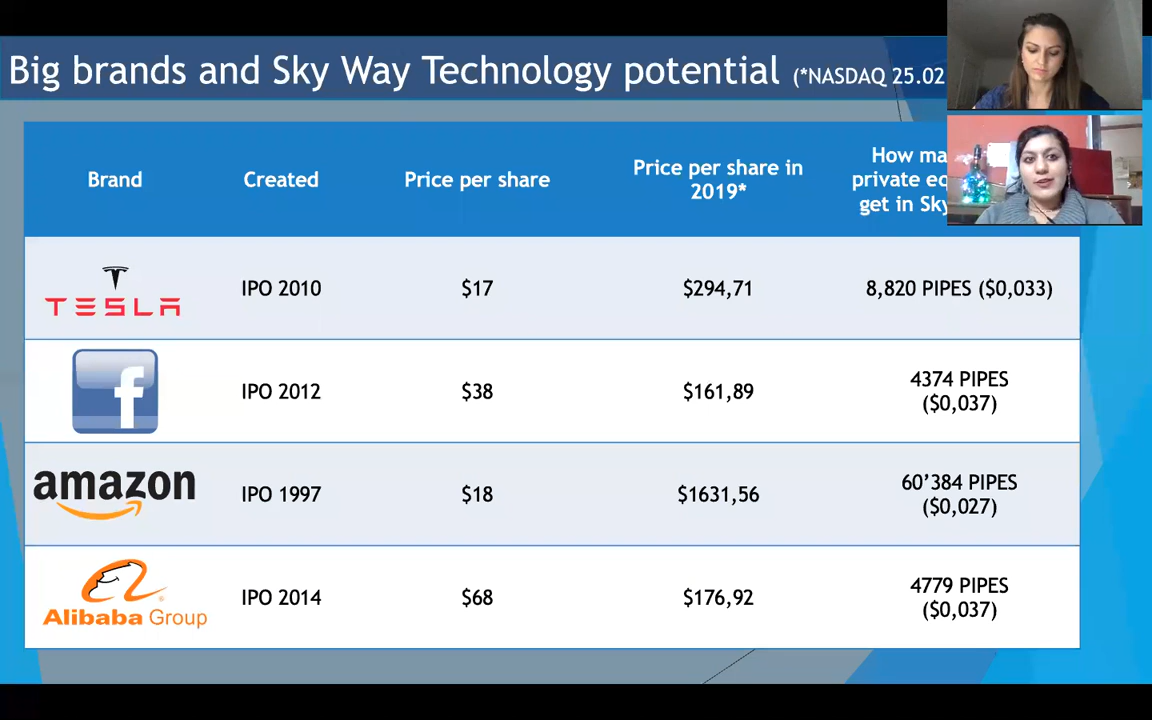 Big brands and Sky Way Technology potential (*NASDAQ 25.02
Brand
Created
Price per share
Price per share in
2019*
How
private
get in
TESLA
IPO 2010
$17
$294,71
8,820 PIPES ($0,033)
f
IPO 2012
$38
$161,89
4374 PIPES
($0,037)
amazon
IPO 1997
$18
$1631,56
60’384 PIPES
($0,027)
Alibaba Group
IPO 2014
$68
$176,92
4779 PIPES
($0,037)